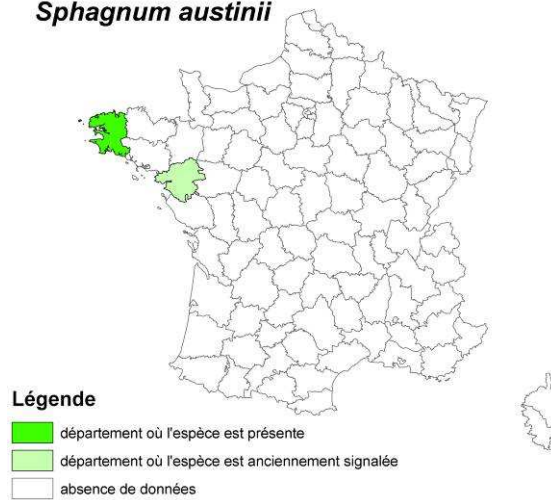 Sphagnum austinii
Légende
département où l'espèce est présente
département où l'espèce est anciennement signalée
absence de données